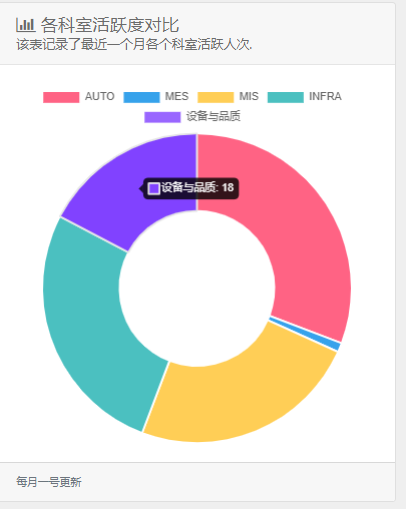 各科室活跃度对比
该表记录了最近一个月各个科室活跃人次.
AUTO MES MIS INFRA
设备与品质
设备与品质: 18
每月一号更新